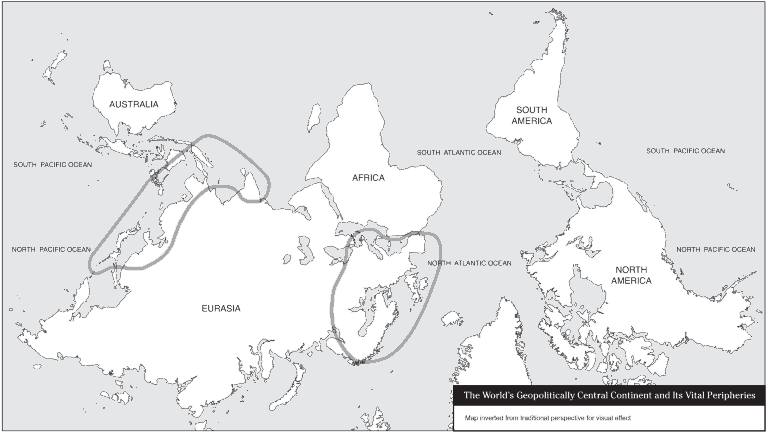 AUSTRALIA
SOUTH
AMERICA
SOUTH PACIFIC OCEAN
AFRICA
SOUTH ATLANTIC OCEAN
SOUTH PACIFIC OCEAN
NORTH PACIFIC OCEAN
NORTH ATLANTIC OCEAN
NORTH PACIFIC OCEAN
NORTH
AMERICA
EURASIA
The World's Geopolitically Central Continent and Its Vital Peripheries
Map inverted from traditional perspective for visual effect